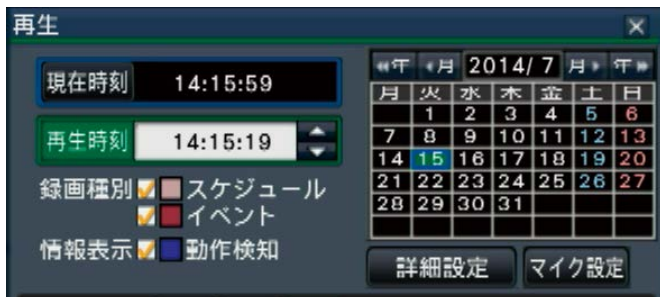 再生
現在時刻 14:15:59
再生時刻 14:15:19
録画種別 スケジュール
イベント
情報表示 動作検知
年 月 2014/ 7 月 年
月 火 水 木 金 土 日
1 2 3 4 5 6
7 8 9 10 11 12 13
14 15 16 17 18 19 20
21 22 23 24 25 26 27
28 29 30 31
詳細設定 マイク設定